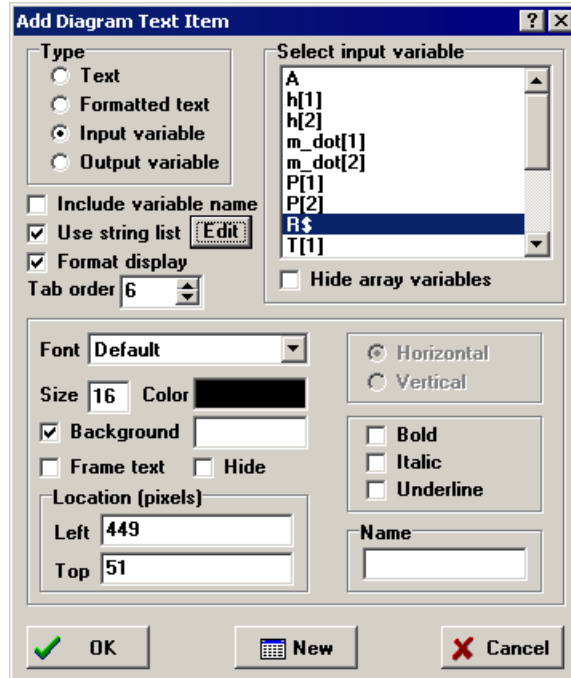 Add Diagram Text Item
Type
Text
Formatted text
Input variable
Output variable
Include variable name
Use string list Edit
Format display
Tab order 6
Select input variable
A
h[1]
h[2]
m_dot[1]
m_dot[2]
P[1]
P[2]
R$
T[1]
Hide array variables
Font Default
Size 16 Color
Background
Frame text Hide
Location (pixels)
Left 449
Top 51
Horizontal
Vertical
Bold
Italic
Underline
Name
OK New Cancel